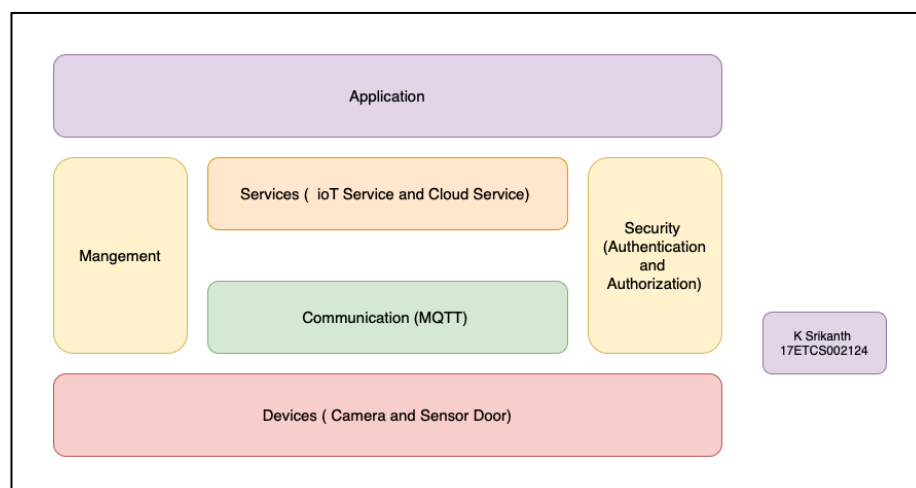 Application
Services (  ioT Service and Cloud Service)
Mangement
Security
(Authentication
and
Authorization)
Communication (MQTT)
K Srikanth
17ETCS002124
Devices ( Camera and Sensor Door)